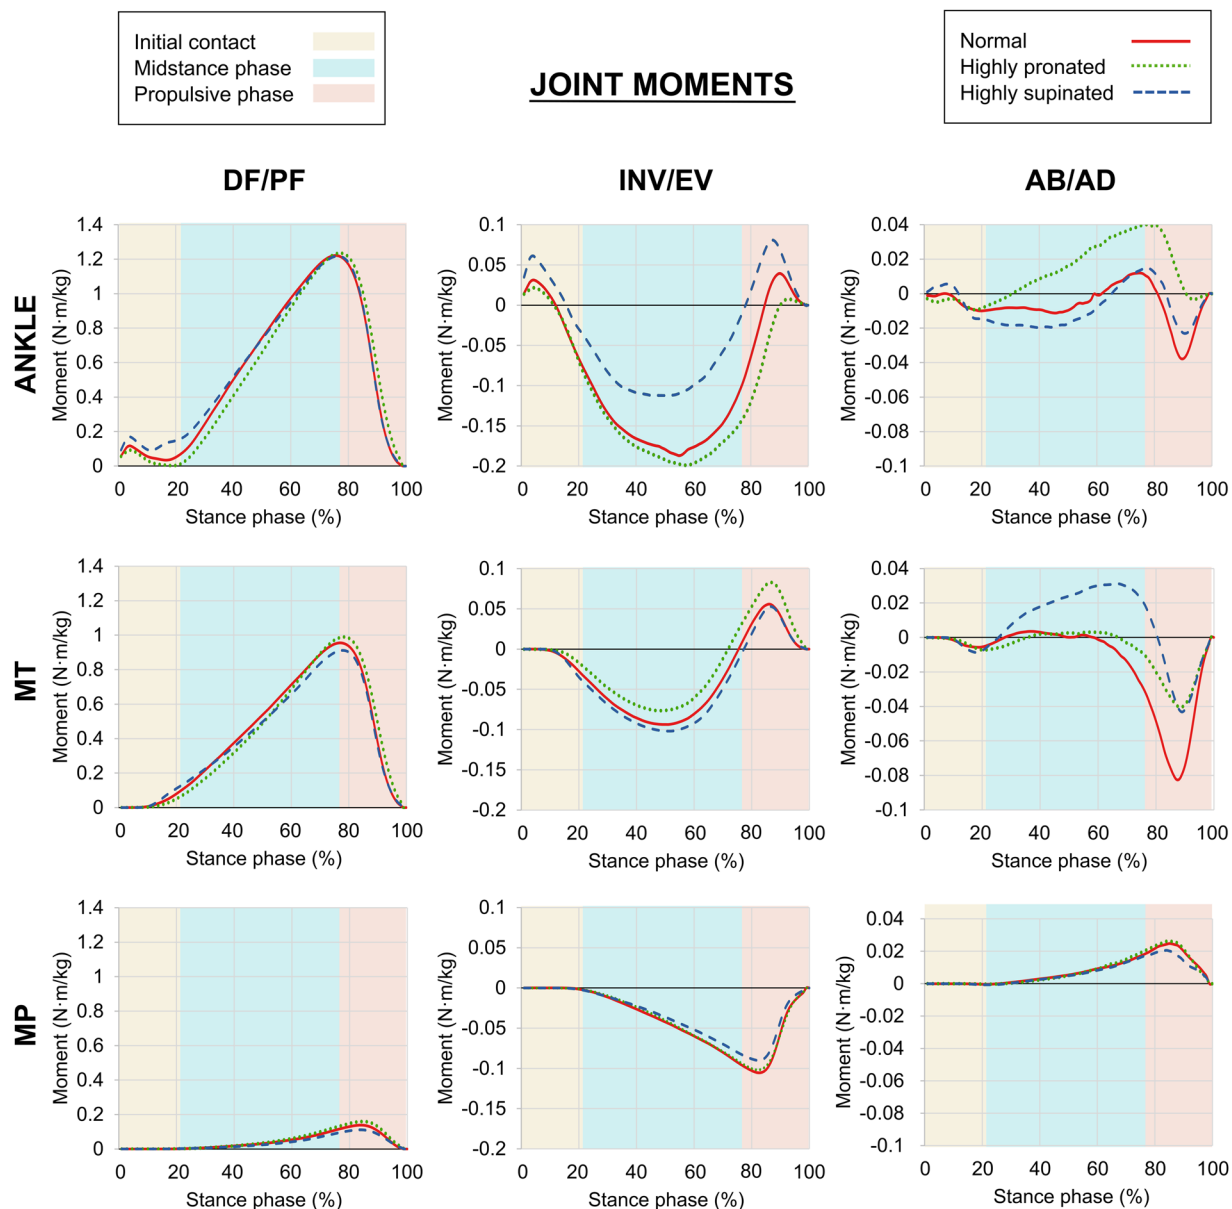 Initial contact
Midstance phase
Propulsive phase
JOINT MOMENTS
Normal
Highly pronated
Highly supinated
DF/PF
INV/EV
AB/AD
ANKLE
Moment (N·m/kg)
1.4
1.2
1
0.8
0.6
0.4
0.2
0
0 20 40 60 80 100
Stance phase (%)
Moment (N·m/kg)
0.1
0.05
0
-0.05
-0.1
-0.15
-0.2
0 20 40 60 80 100
Stance phase (%)
Moment (N·m/kg)
0.04
0.02
0
-0.02
-0.04
-0.06
-0.08
-0.1
0 20 40 60 80 100
Stance phase (%)
MT
Moment (N·m/kg)
1.4
1.2
1
0.8
0.6
0.4
0.2
0
0 20 40 60 80 100
Stance phase (%)
Moment (N·m/kg)
0.1
0.05
0
-0.05
-0.1
-0.15
-0.2
0 20 40 60 80 100
Stance phase (%)
Moment (N·m/kg)
0.04
0.02
0
-0.02
-0.04
-0.06
-0.08
-0.1
0 20 40 60 80 100
Stance phase (%)
MP
Moment (N·m/kg)
1.4
1.2
1
0.8
0.6
0.4
0.2
0
0 20 40 60 80 100
Stance phase (%)
Moment (N·m/kg)
0.1
0.05
0
-0.05
-0.1
-0.15
-0.2
0 20 40 60 80 100
Stance phase (%)
Moment (N·m/kg)
0.04
0.02
0
-0.02
-0.04
-0.06
-0.08
-0.1
0 20 40 60 80 100
Stance phase (%)